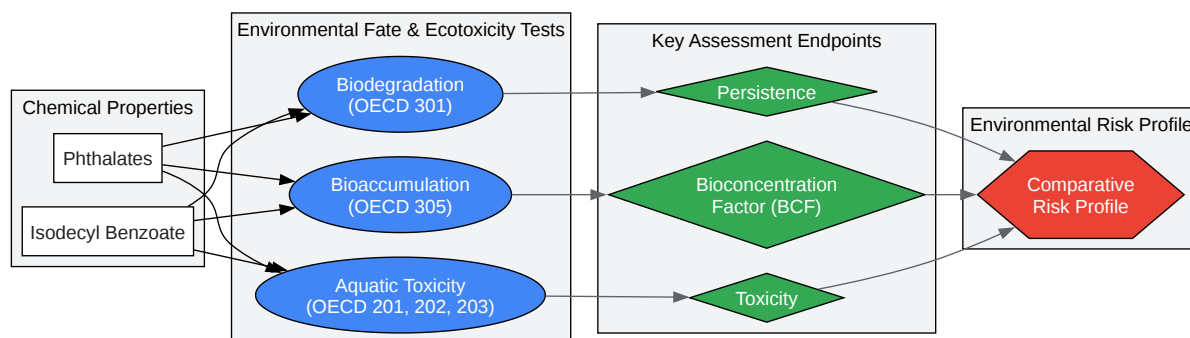 Chemical Properties
Phthalates
Isodecyl Benzoate
Environmental Fate & Ecotoxicity Tests
Biodegradation
(OECD 301)
Bioaccumulation
(OECD 305)
Aquatic Toxicity
(OECD 201, 202, 203)
Key Assessment Endpoints
Persistence
Bioconcentration
Factor (BCF)
Toxicity
Environmental Risk Profile
Comparative
Risk Profile